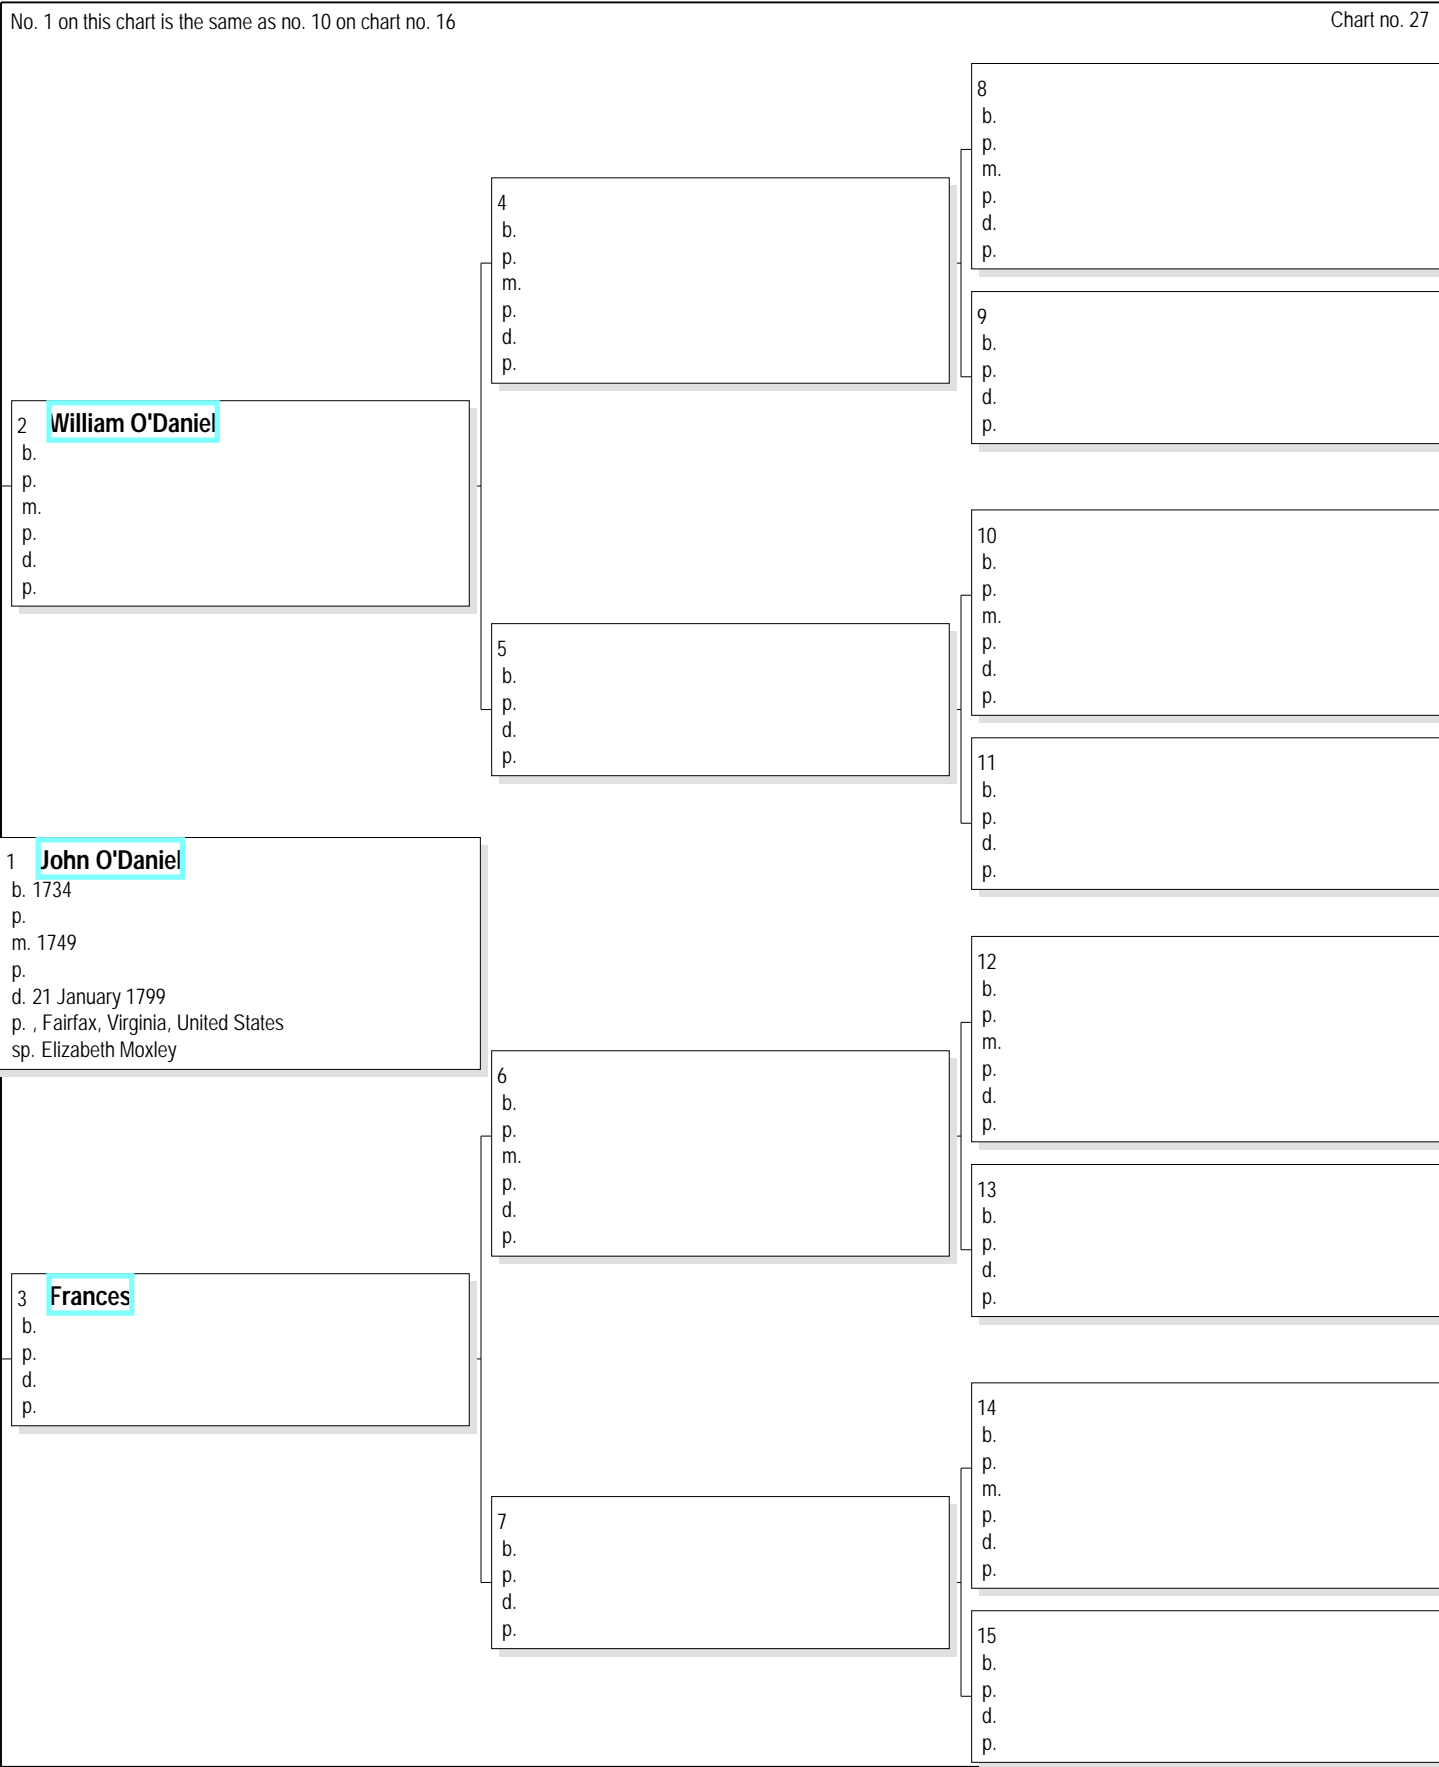 No. 1 on this chart is the same as no. 10 on chart no. 16
Chart no. 27
8
b.
p.
m.
p.
d.
p.
4
b.
p.
m.
p.
d.
p.
9
b.
p.
d.
p.
2 William O'Daniel
b.
p.
m.
p.
d.
p.
10
b.
p.
m.
p.
d.
p.
5
b.
p.
d.
p.
11
b.
p.
d.
p.
1 John O'Daniel
b. 1734
p.
m. 1749
p.
d. 21 January 1799
p. , Fairfax, Virginia, United States
sp. Elizabeth Moxley
12
b.
p.
m.
p.
d.
p.
6
b.
p.
m.
p.
d.
p.
13
b.
p.
d.
p.
3 Frances
b.
p.
d.
p.
14
b.
p.
m.
p.
d.
p.
7
b.
p.
d.
p.
15
b.
p.
d.
p.